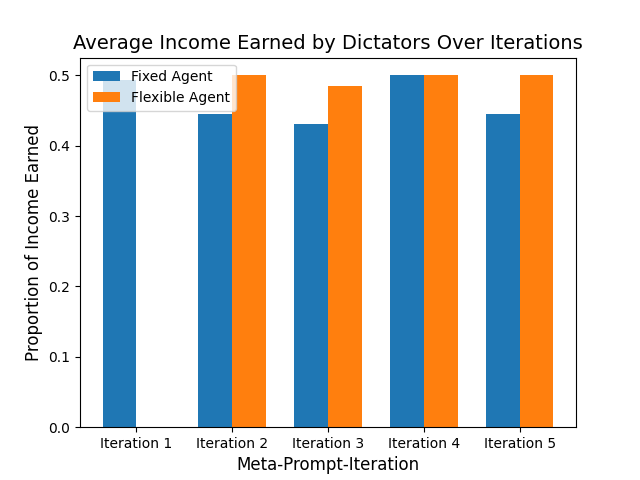 Average Income Earned by Dictators Over Iterations
Fixed Agent
Flexible Agent
Proportion of Income Earned
0.5
0.4
0.3
0.2
0.1
0.0
Iteration 1 Iteration 2 Iteration 3 Iteration 4 Iteration 5
Meta-Prompt-Iteration